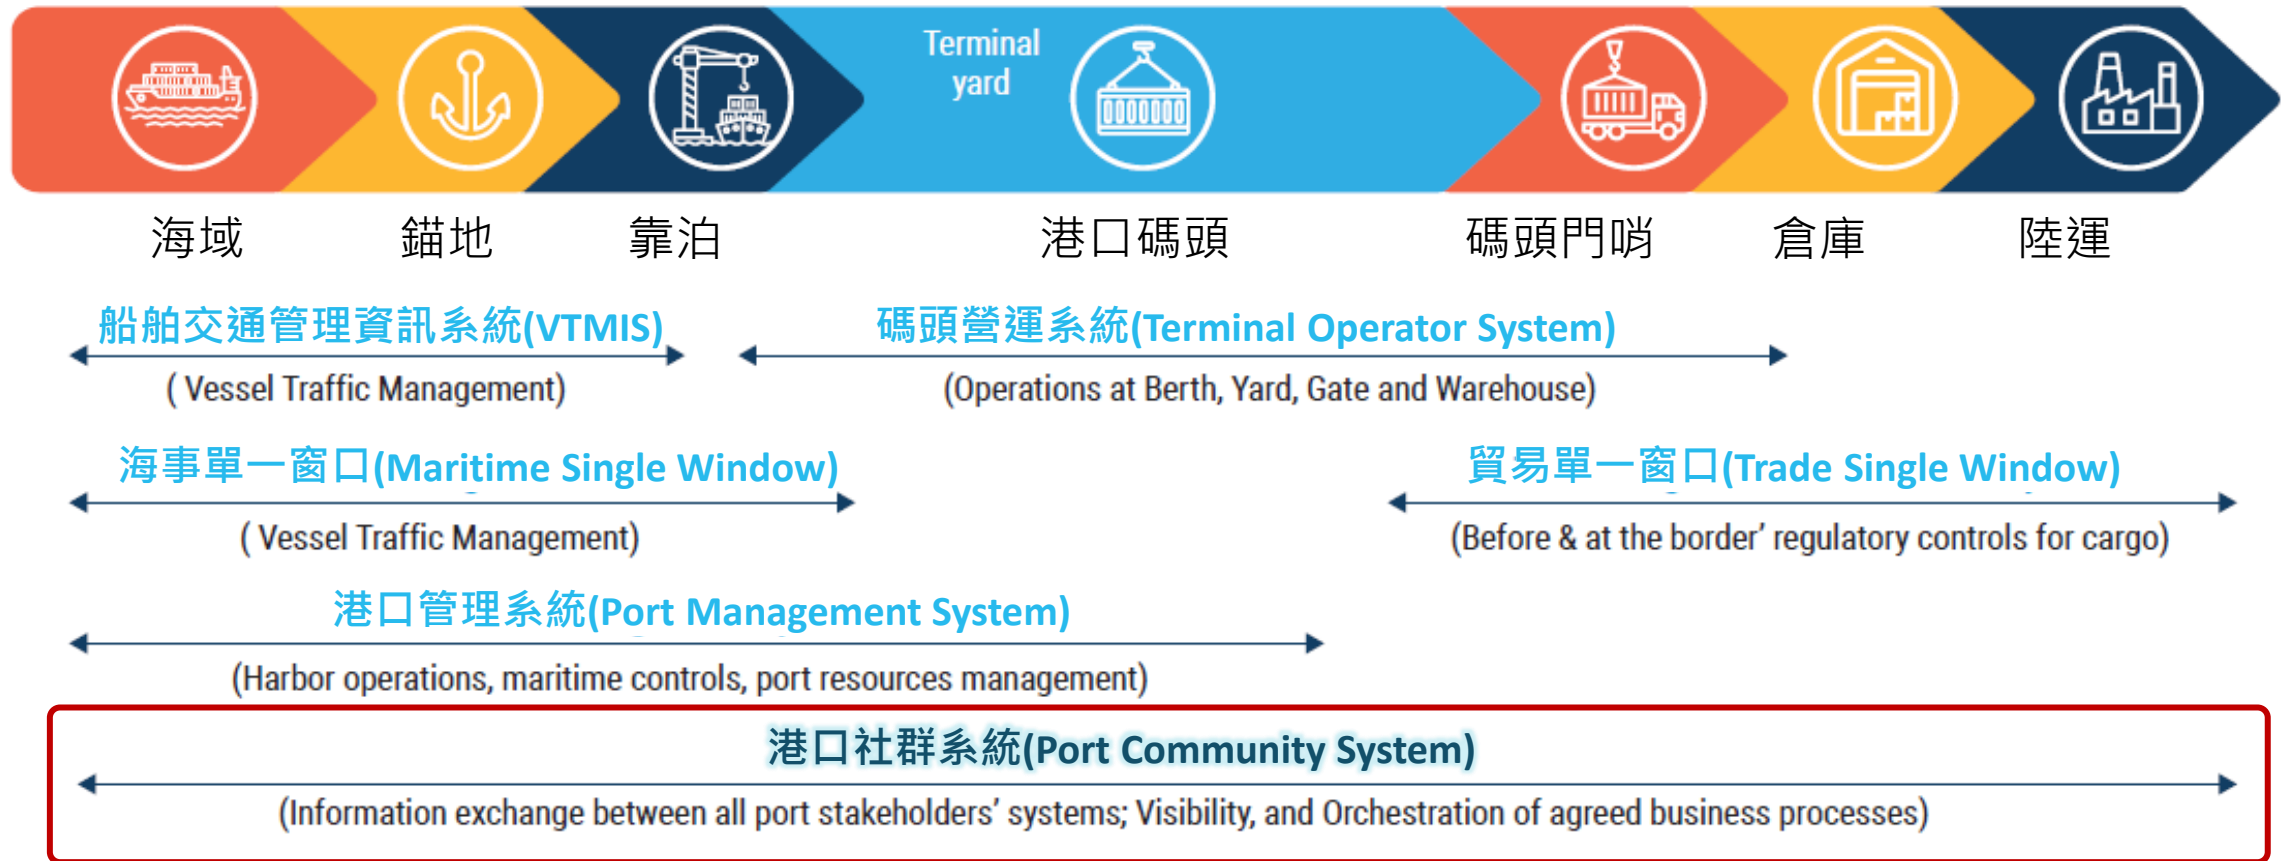 Terminal
yard
海域 錨地 靠泊 港口碼頭 碼頭門哨 倉庫 陸運
船舶交通管理資訊系統(VTMIS) 碼頭營運系統(Terminal Operator System)
( Vessel Traffic Management) (Operations at Berth, Yard, Gate and Warehouse)
海事單一窗口(Maritime Single Window) 貿易單一窗口(Trade Single Window)
( Vessel Traffic Management) (Before & at the border’ regulatory controls for cargo)
港口管理系統(Port Management System)
(Harbor operations, maritime controls, port resources management)
港口社群系統(Port Community System)
(Information exchange between all port stakeholders’ systems; Visibility, and Orchestration of agreed business processes)